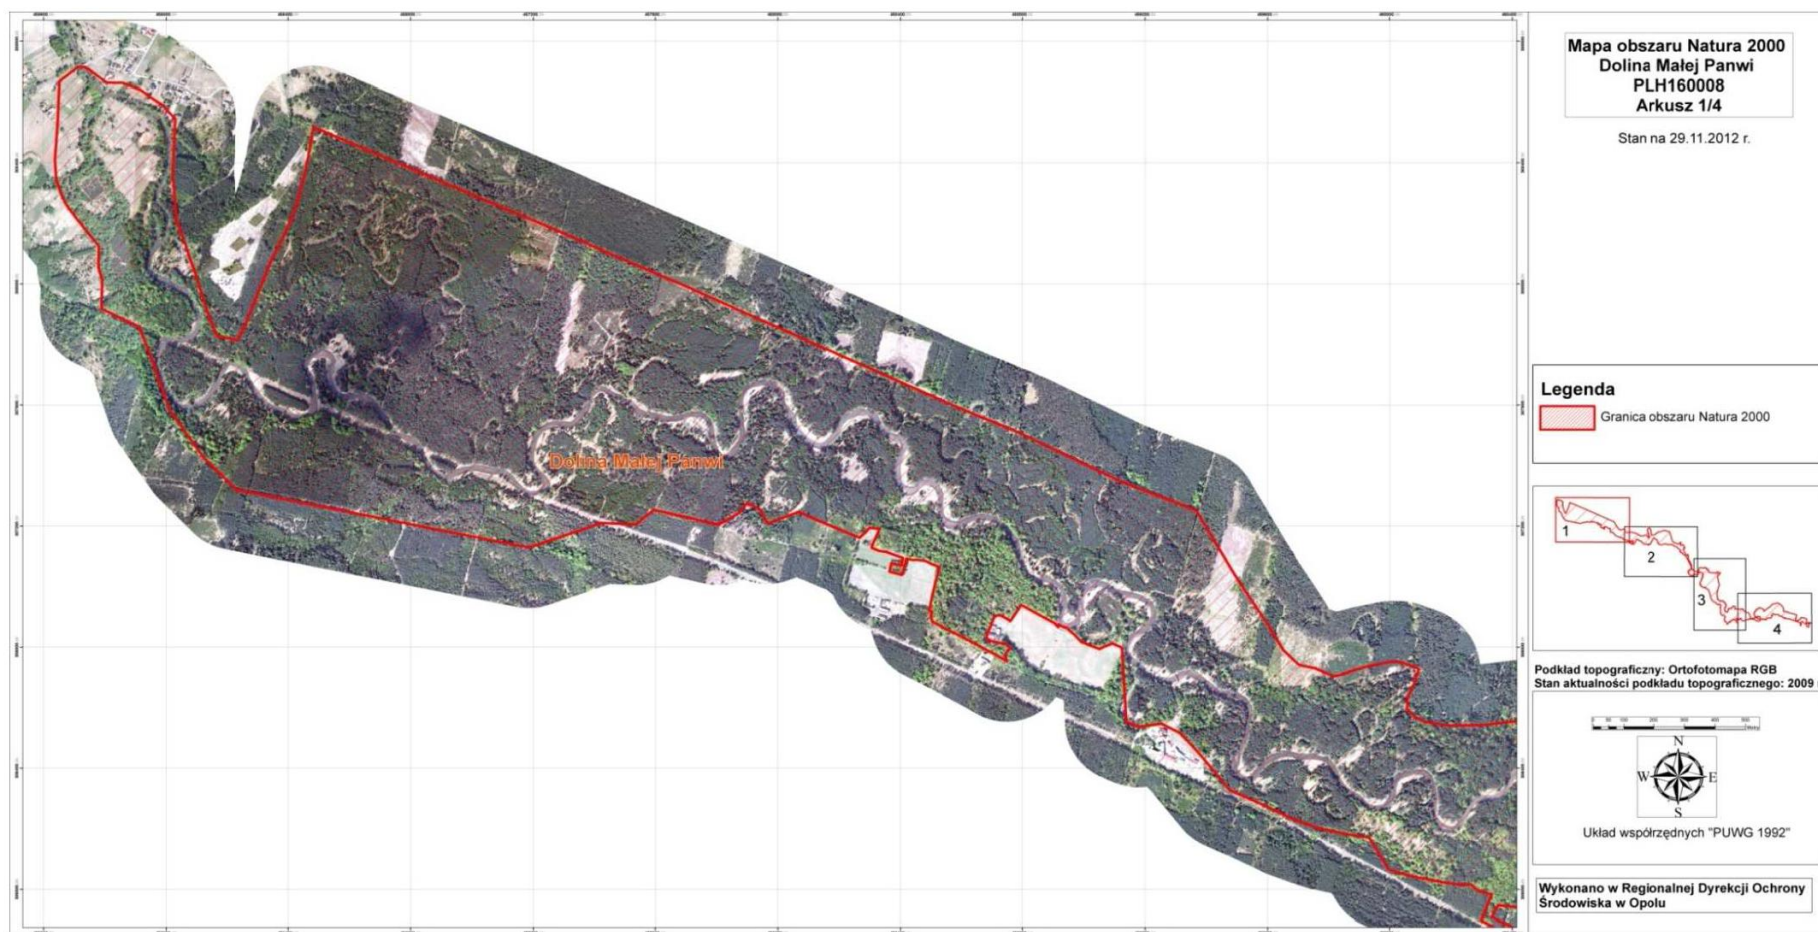 Mapa obszaru Natura 2000
Dolina Małej Panwi
PLH160008
Arkusz 1/4
Stan na 29.11.2012 r.
Dolina Małej Panwi
Legenda
Granica obszaru Natura 2000
1
2
3
4
Podkład topograficzny: Ortofotomapa RGB
Stan aktualności podkładu topograficznego: 2009
N
W E
S
Układ współrzędnych "PUWG 1992"
Wykonano w Regionalnej Dyrekcji Ochrony
Środowiska w Opolu